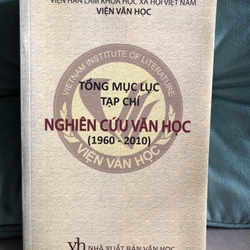 VIỆN HÀN LÂM KHOA HỌC XÃ HỘI VIỆT NAM
VIỆN VĂN HỌC
VIETNAM INSTITUTE OF LITERATURE
TỔNG MỤC LỤC
TẠP CHÍ
NGHIÊN CỨU VĂN HỌC
(1960 - 2010)
VIỆN VĂN HỌC
vh NHÀ XUẤT BẢN VĂN HỌC